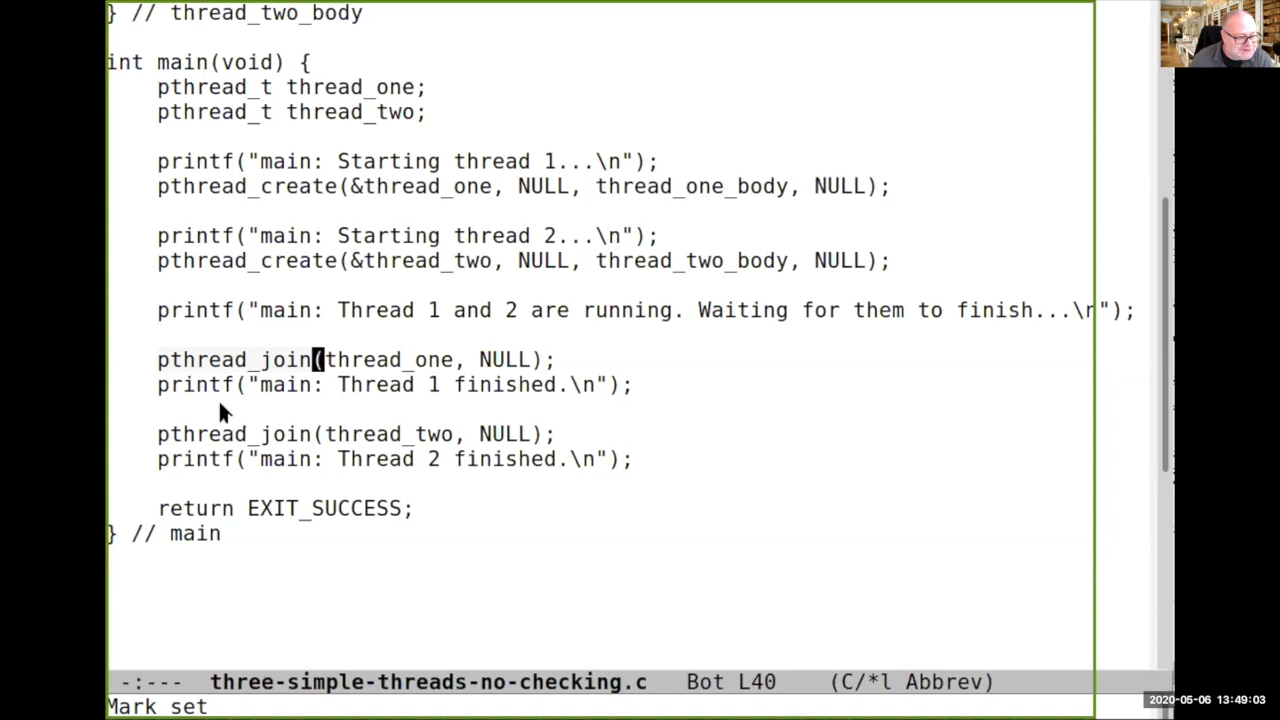 } // thread_two_body
int main(void) {
pthread_t thread_one;
pthread_t thread_two;
printf("main: Starting thread 1...\n");
pthread_create(&thread_one, NULL, thread_one_body, NULL);
printf("main: Starting thread 2...\n");
pthread_create(&thread_two, NULL, thread_two_body, NULL);
printf("main: Thread 1 and 2 are running. Waiting for them to finish...\n");
pthread_join(thread_one, NULL);
printf("main: Thread 1 finished.\n");
pthread_join(thread_two, NULL);
printf("main: Thread 2 finished.\n");
return EXIT_SUCCESS;
} // main
-:--- three-simple-threads-no-checking.c Bot L40 (C/*l Abbrev)
Mark set
2020-05-06 13:49:03